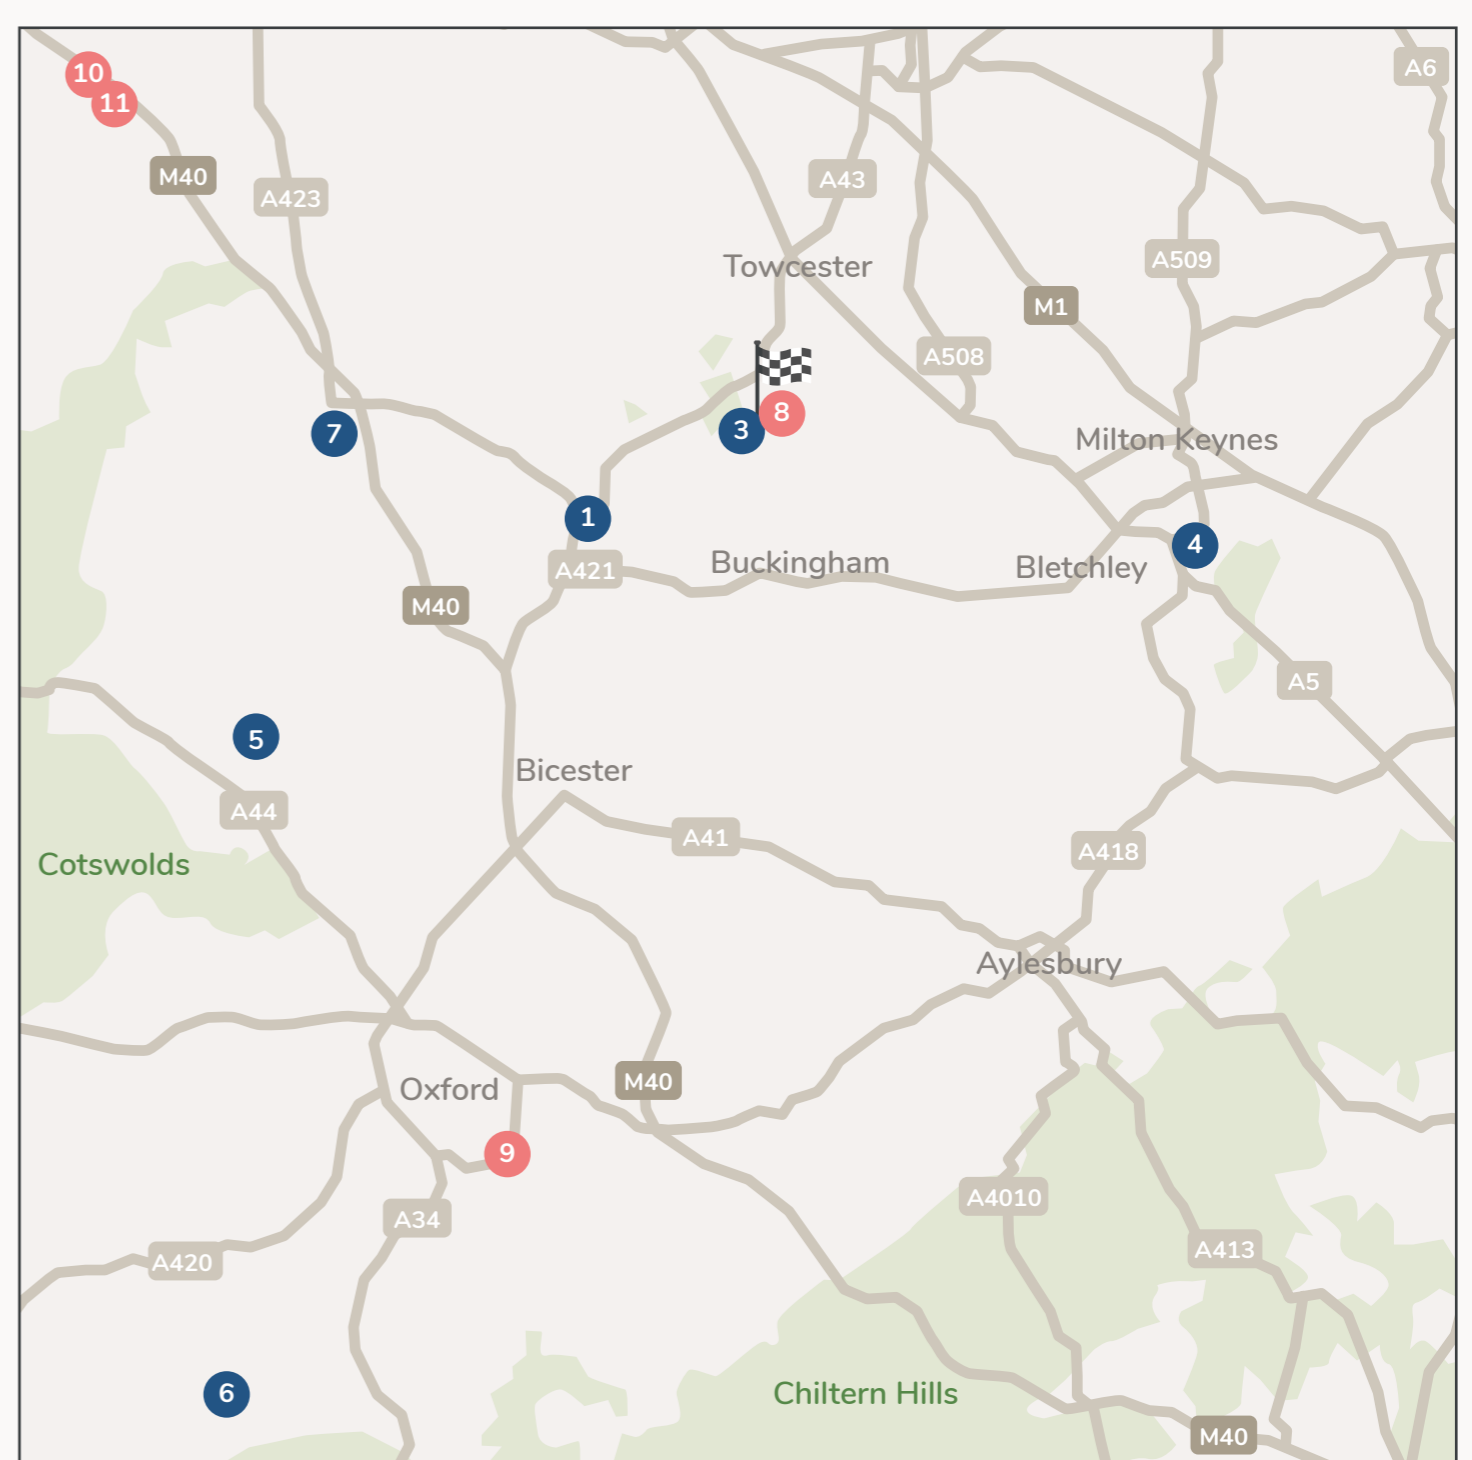 10
A6
11
M40
A423
A43
Towcester
A509
M1
A508
8
3
7
Milton Keynes
1
4
A421
Buckingham
Bletchley
M40
A5
5
Bicester
A44
A41
A418
Cotswolds
Aylesbury
M40
Oxford
9
A4010
A34
A413
A420
6
Chiltern Hills
M40